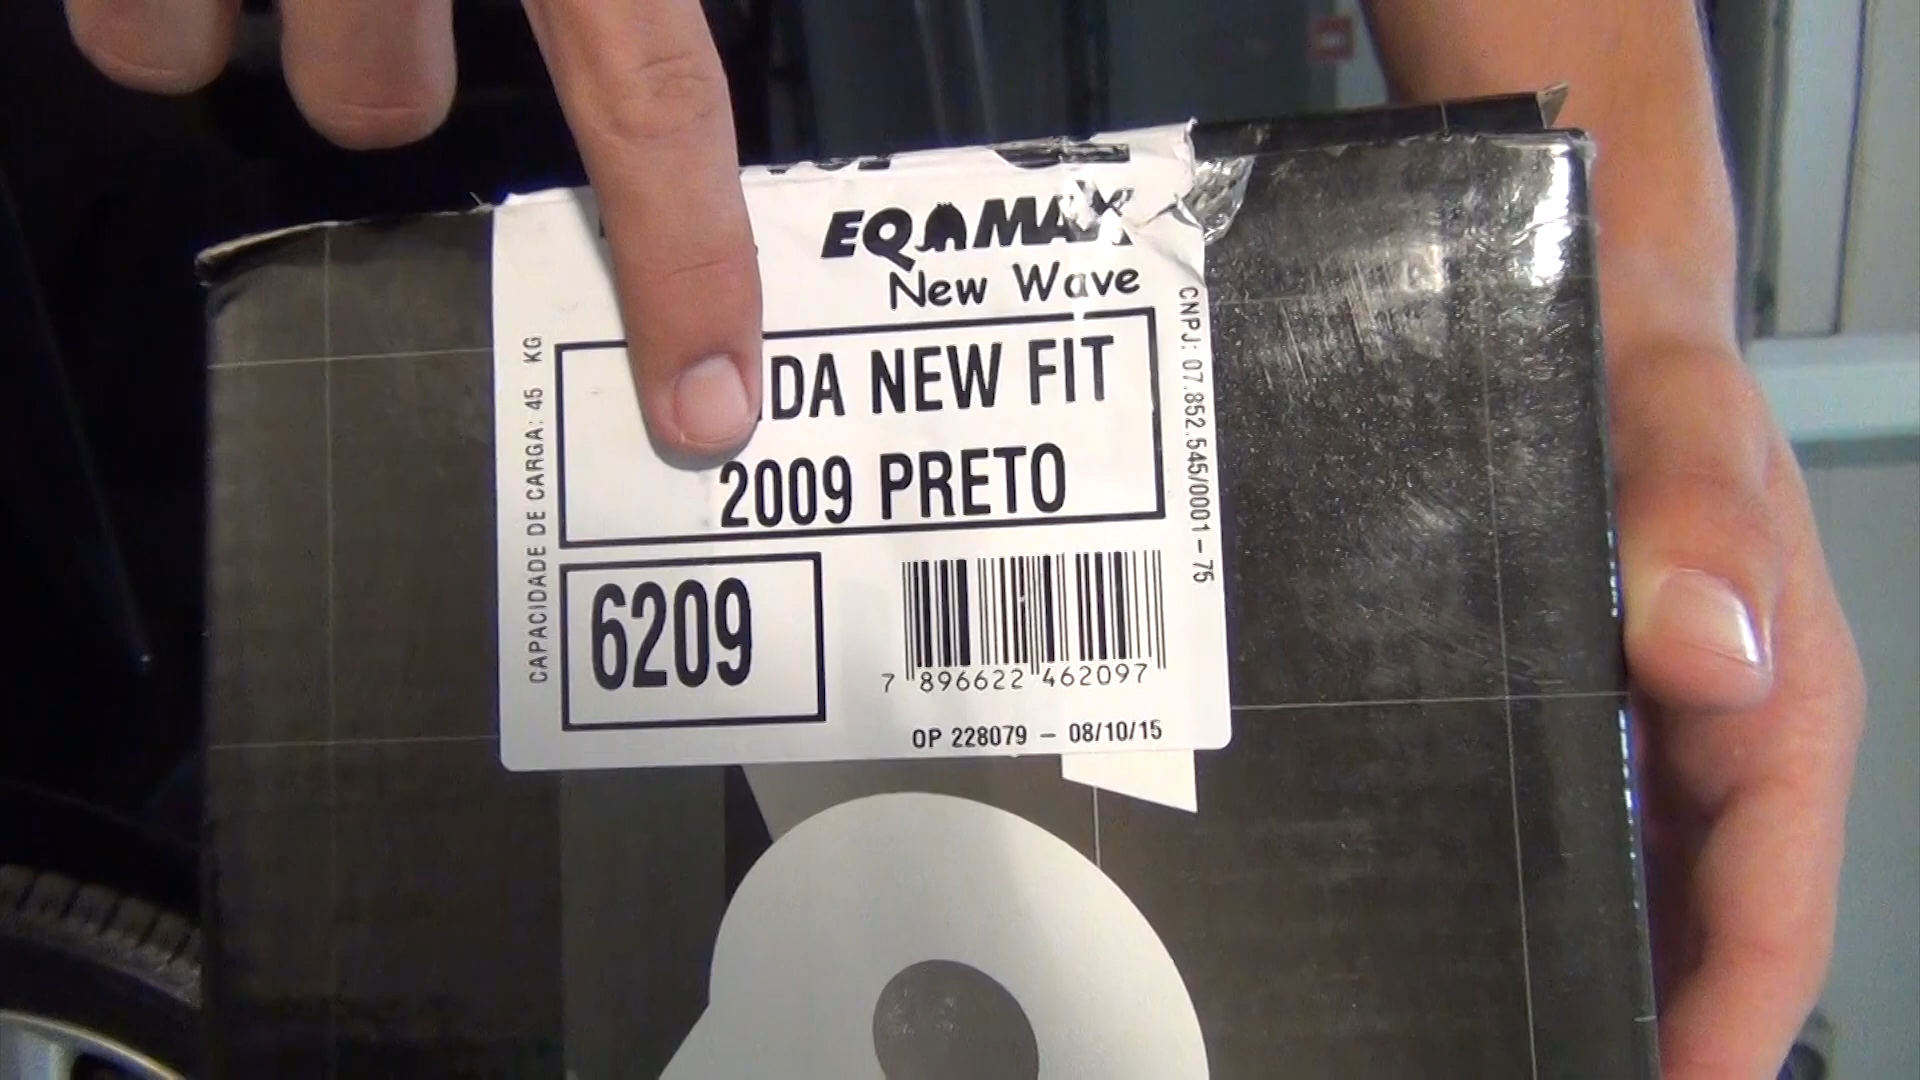 EQMAX
New Wave
DA NEW FIT
2009 PRETO
6209
7 896622 462097
OP 228079 - 08/10/15
CAPACIDADE DE CARGA: 45 KG
CNPJ: 07.852.545/0001-75